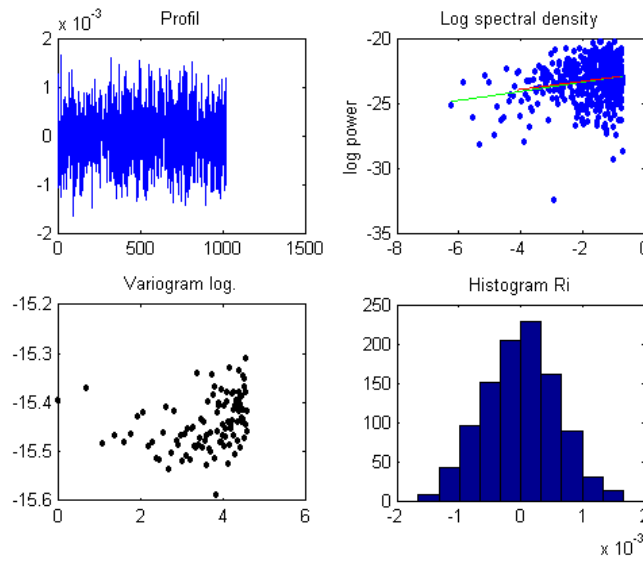 Profil
x 10^-3
2
1
0
-1
-2
0 500 1000 1500
Log spectral density
log power
-20
-25
-30
-35
-8 -6 -4 -2 0
Variogram log.
-15.2
-15.3
-15.4
-15.5
-15.6
0 2 4 6
Histogram Ri
250
200
150
100
50
0
-2 -1 0 1 2
x 10^-3